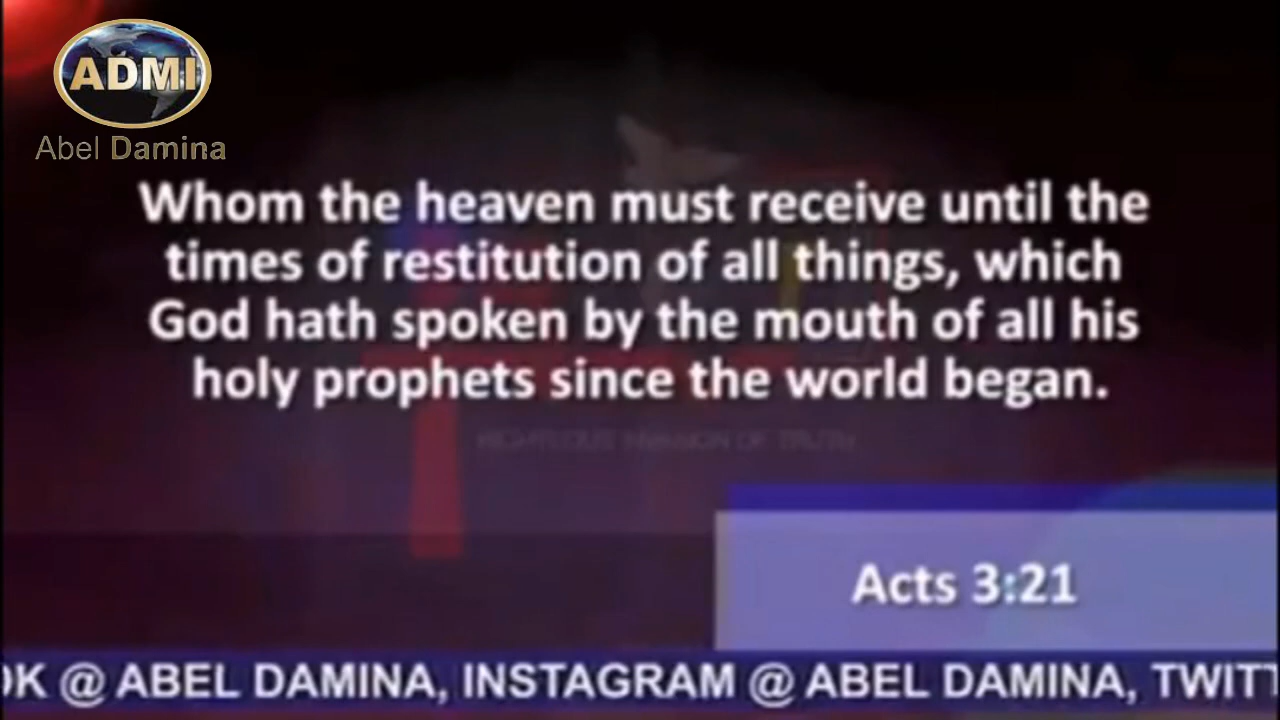 ADMI
Abel Damina
Whom the heaven must receive until the
times of restitution of all things, which
God hath spoken by the mouth of all his
holy prophets since the world began.
Acts 3:21
OK @ ABEL DAMINA, INSTAGRAM @ ABEL DAMINA, TWITT